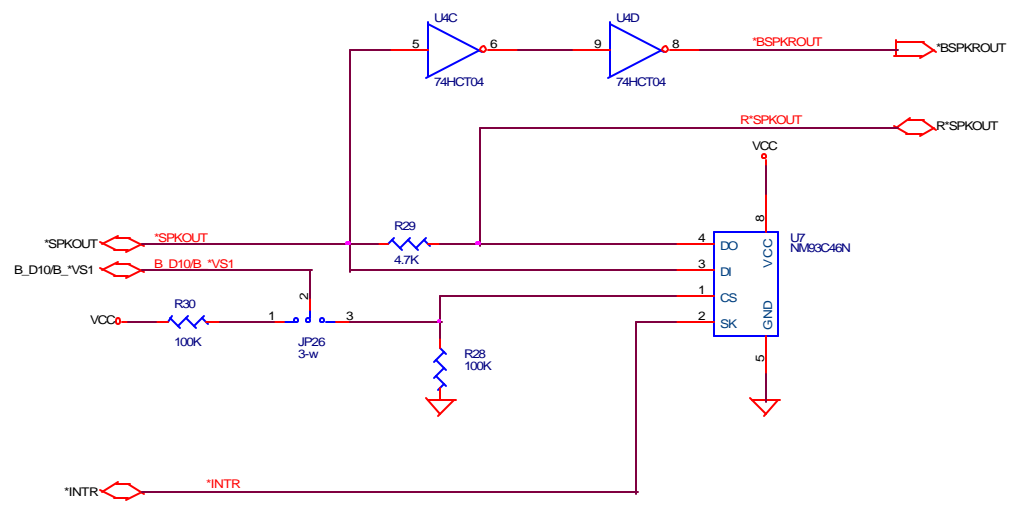 U4C
U4D
5
6
9
8
*BSPKROUT
*BSPKROUT
74HCT04
74HCT04
R*SPKOUT
R*SPKOUT
VCC
8
*SPKOUT
*SPKOUT
R29
4.7K
4
DO
VCC
U7
NM93C46N
B_D10/B_*VS1
B_D10/B_*VS1
3
DI
2
1
CS
R30
VCC
100K
1
3
JP26
3-w
2
SK
GND
R28
100K
5
*INTR
*INTR